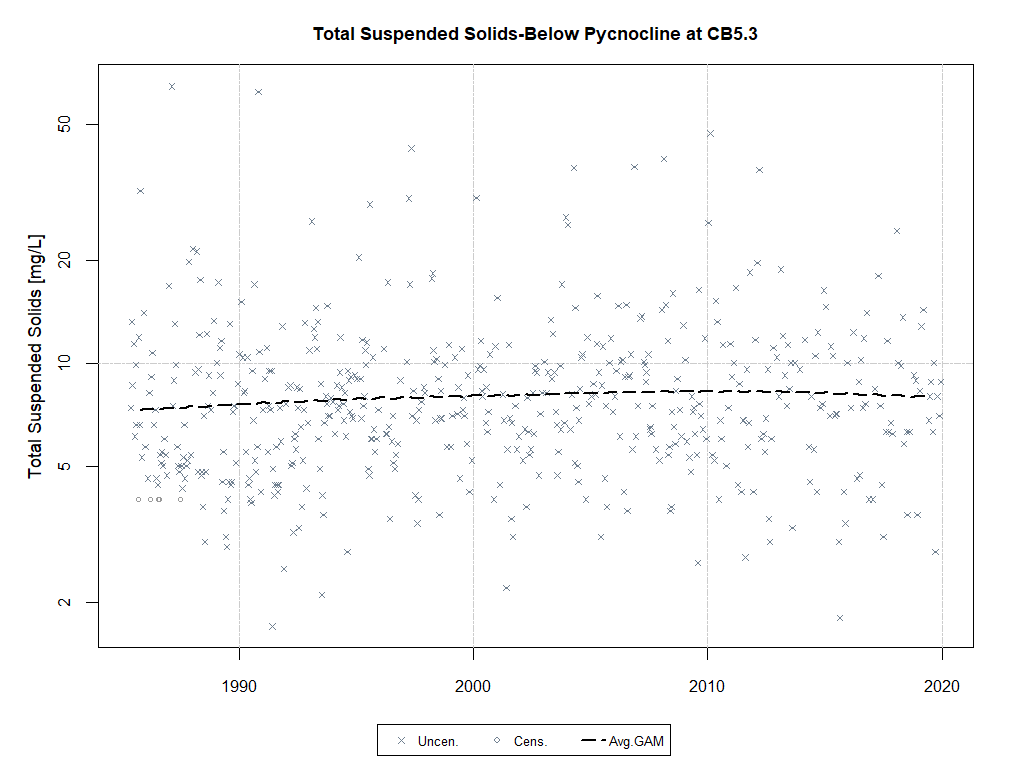 Total Suspended Solids-Below Pycnocline at CB5.3
Total Suspended Solids [mg/L]
50
20
10
5
2
1990 2000 2010 2020
Uncen. Cens. Avg.GAM